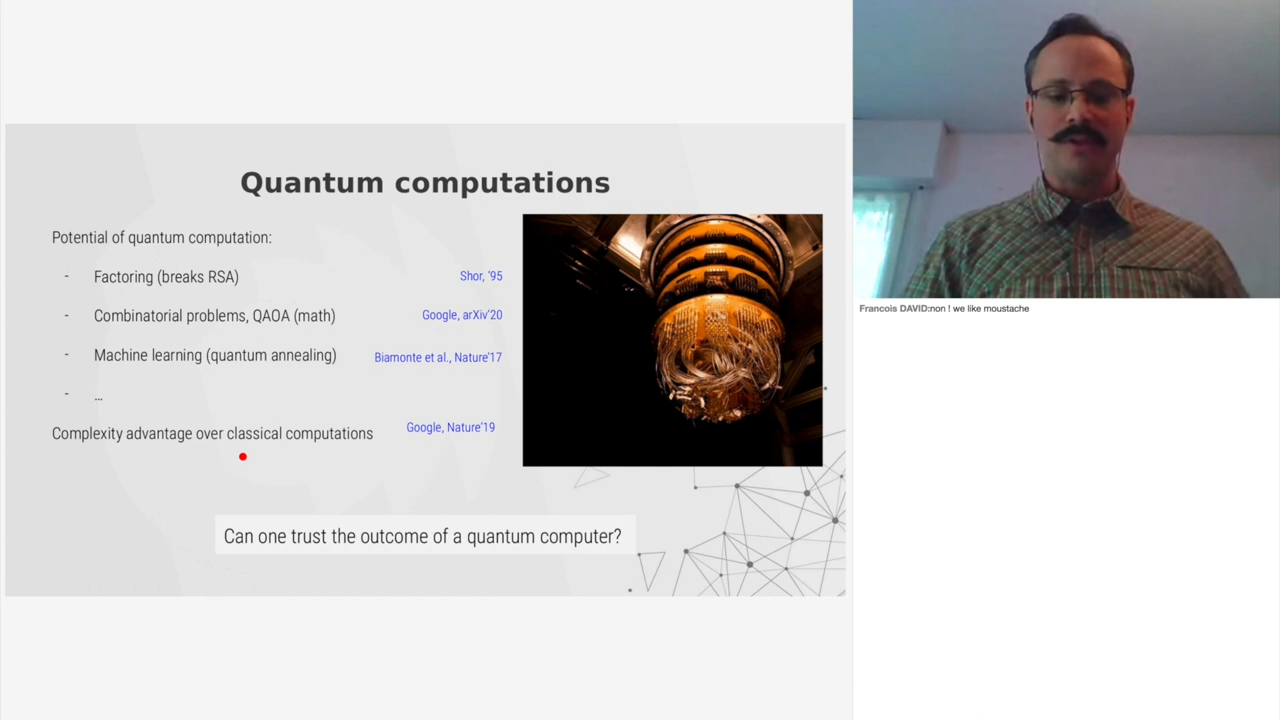 Quantum computations
Potential of quantum computation:
- Factoring (breaks RSA) Shor, ‘95
- Combinatorial problems, QAOA (math) Google, arXiv’20
- Machine learning (quantum annealing) Biamonte et al., Nature’17
- ...
Complexity advantage over classical computations Google, Nature’19
Can one trust the outcome of a quantum computer?
Francois DAVID:non ! we like moustache